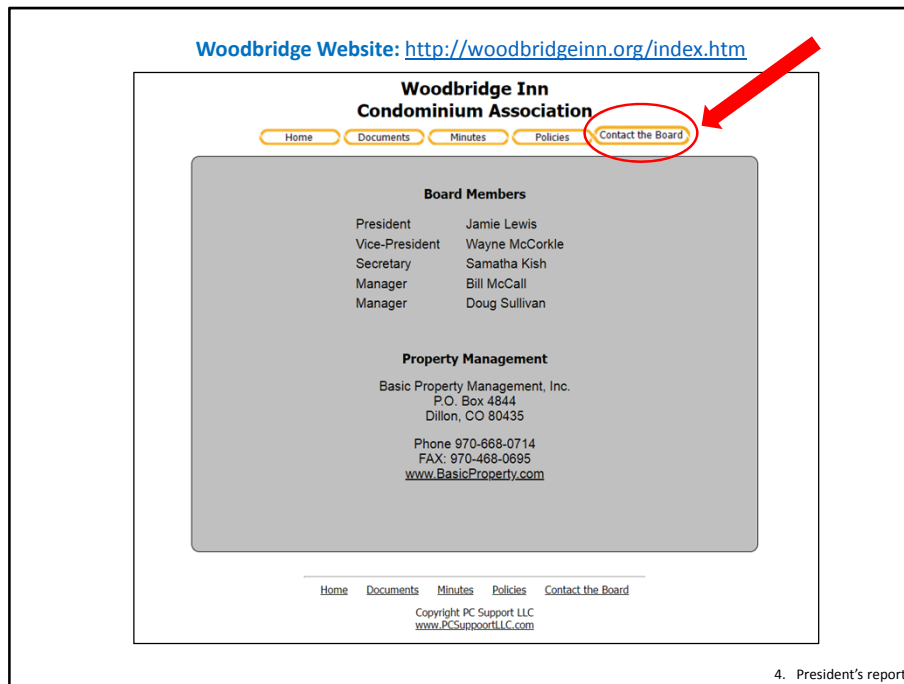 Woodbridge Website: http://woodbridgeinn.org/index.htm
Woodbridge Inn
Condominium Association
Home Documents Minutes Policies Contact the Board
Board Members
President Jamie Lewis
Vice-President Wayne McCorkle
Secretary Samatha Kish
Manager Bill McCall
Manager Doug Sullivan
Property Management
Basic Property Management, Inc.
P.O. Box 4844
Dillon, CO 80435
Phone 970-668-0714
FAX: 970-468-0695
www.BasicProperty.com
Home Documents Minutes Policies Contact the Board
Copyright PC Support LLC
www.PCSuppoortLLC.com
4. President’s report